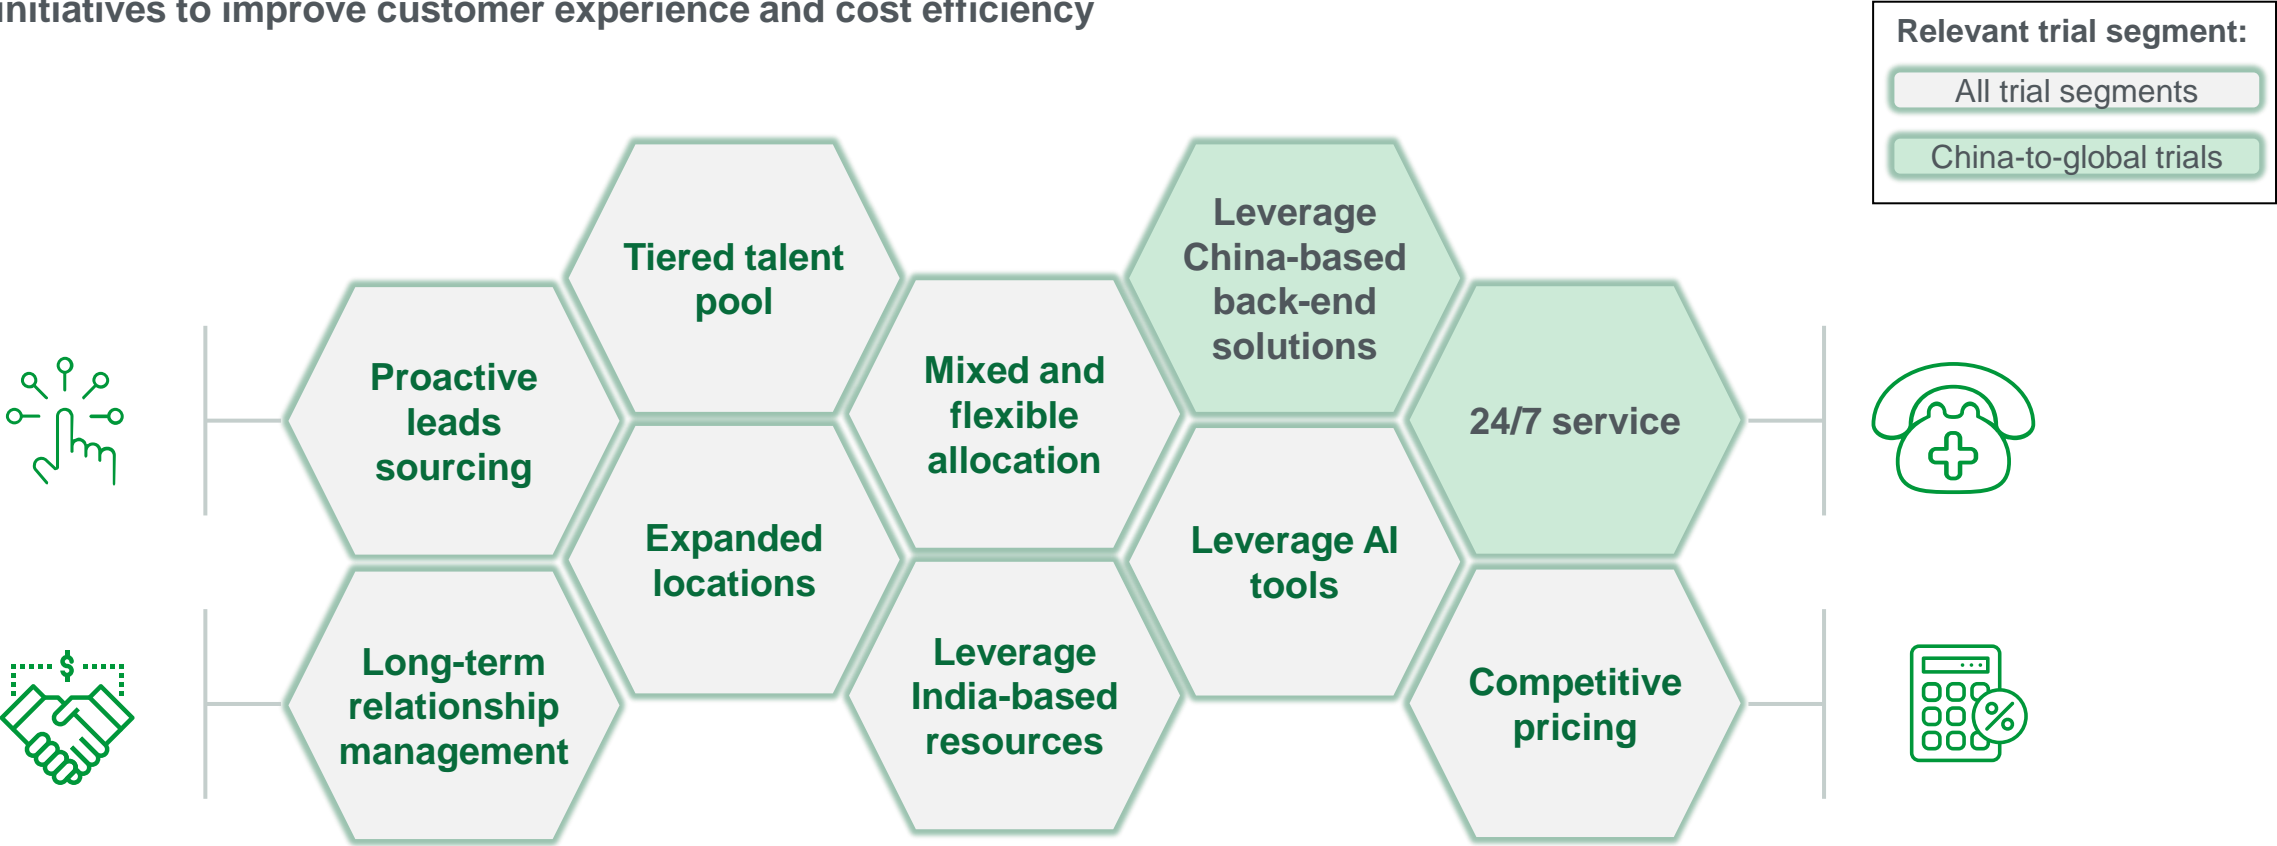 initiatives to improve customer experience and cost efficiency
Relevant trial segment:
All trial segments
China-to-global trials
Proactive
leads
sourcing
Long-term
relationship
management
Tiered talent
pool
Expanded
locations
Mixed and
flexible
allocation
Leverage
India-based
resources
Leverage
China-based
back-end
solutions
Leverage AI
tools
24/7 service
Competitive
pricing
$
%